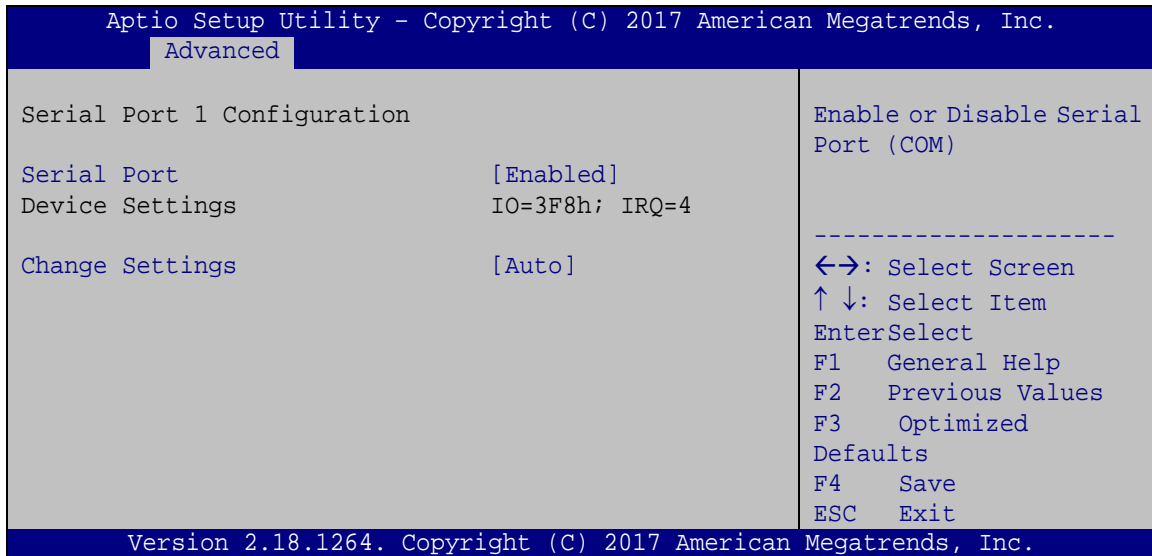 Aptio Setup Utility – Copyright (C) 2017 American Megatrends, Inc.
Advanced
Serial Port 1 Configuration
Serial Port [Enabled]
Device Settings IO=3F8h; IRQ=4
Change Settings [Auto]
Enable or Disable Serial
Port (COM)
---------------------
←→: Select Screen
↑ ↓: Select Item
EnterSelect
F1 General Help
F2 Previous Values
F3 Optimized
Defaults
F4 Save
ESC Exit
Version 2.18.1264. Copyright (C) 2017 American Megatrends, Inc.